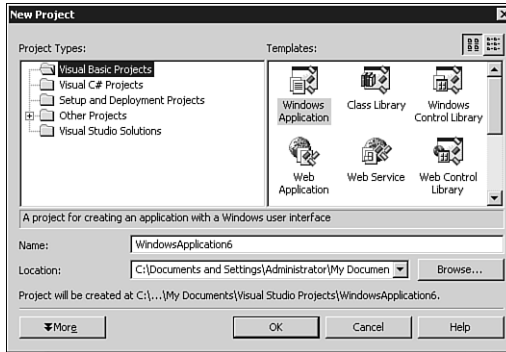 New Project
Project Types:
Templates:
Visual Basic Projects
Visual C# Projects
Setup and Deployment Projects
Other Projects
Visual Studio Solutions
Windows Application
Class Library
Windows Control Library
Web Application
Web Service
Web Control Library
A project for creating an application with a Windows user interface
Name:
WindowsApplication6
Location:
C:\Documents and Settings\Administrator\My Documen
Browse...
Project will be created at C:\...\My Documents\Visual Studio Projects\WindowsApplication6.
More
OK
Cancel
Help